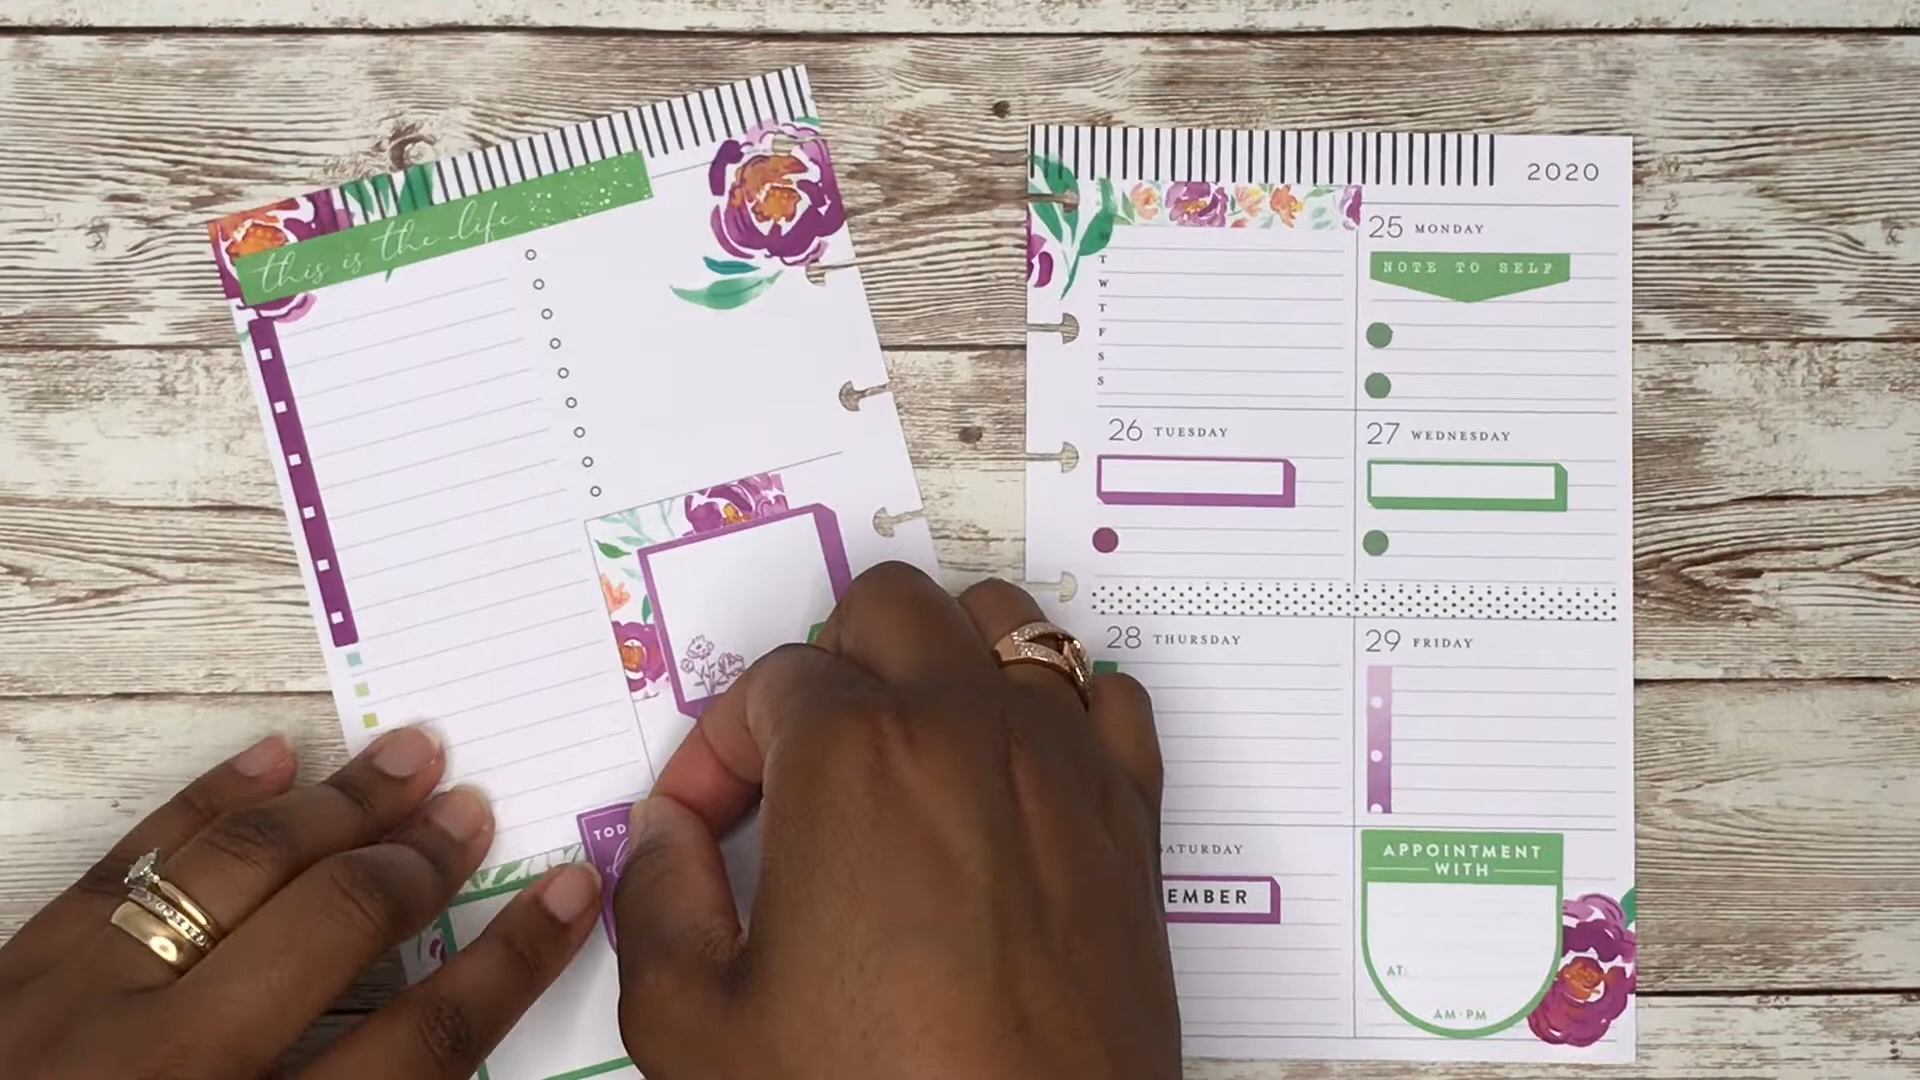 this is the life
TOD
2020
T
W
T
F
S
S
25 MONDAY
NOTE TO SELF
26 TUESDAY
27 WEDNESDAY
28 THURSDAY
29 FRIDAY
SATURDAY
EMBER
APPOINTMENT
WITH
AT:
AM·PM